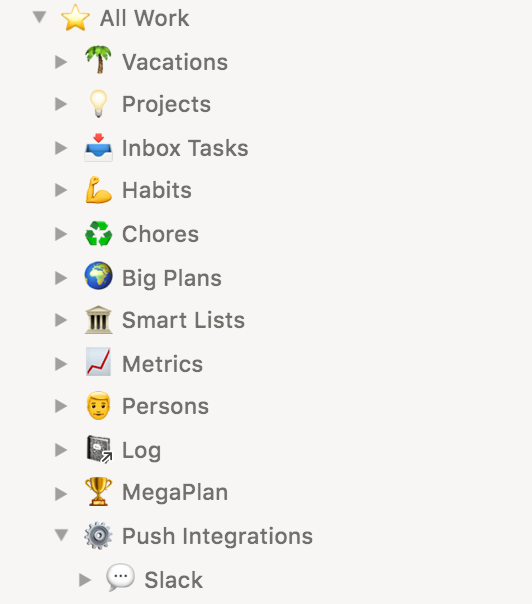 All Work
Vacations
Projects
Inbox Tasks
Habits
Chores
Big Plans
Smart Lists
Metrics
Persons
Log
MegaPlan
Push Integrations
Slack